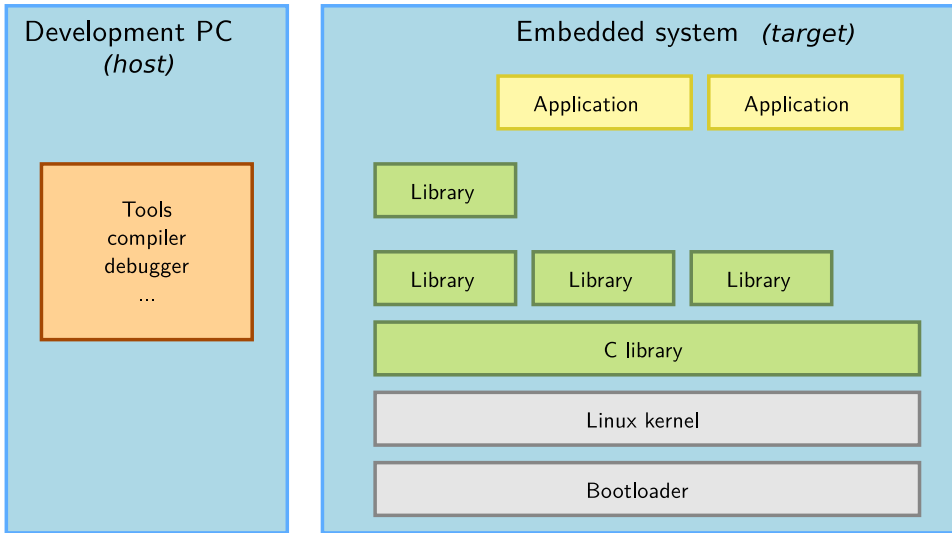 Development PC
(host)
Tools
compiler
debugger
...
Embedded system (target)
Application Application
Library
Library Library Library
C library
Linux kernel
Bootloader